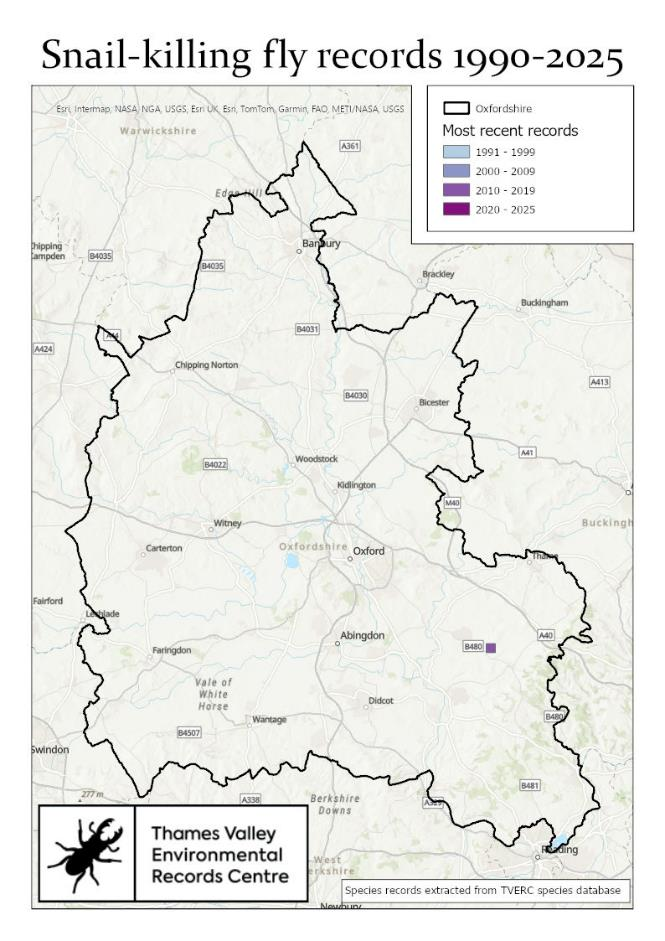 Snail-killing fly records 1990-2025
Esri, Intermap, NASA, NGA, USGS, Esri UK, Esri, TomTom, Garmin, FAO, METI/NASA, USGS
Oxfordshire
Most recent records
1991 - 1999
2000 - 2009
2010 - 2019
2020 - 2025
Warwickshire
A361
Edge Hill
Banbury
Chipping
Campden
B4035
B4035
Brackley
Buckingham
B4031
A44
A424
Chipping Norton
A413
B4030
Bicester
A41
Woodstock
B4022
Kidlington
M40
Witney
Buckingh
Oxfordshire
Carterton
Oxford
Thame
Fairford
Lechlade
Abingdon
A40
B480
Faringdon
Vale of
White
Horse
Didcot
B480
Wantage
B4507
Swindon
B481
277 m
A338
Berkshire
Downs
A329
Reading
West
erkshire
Thames Valley
Environmental
Records Centre
Species records extracted from TVERC species database
Newbury